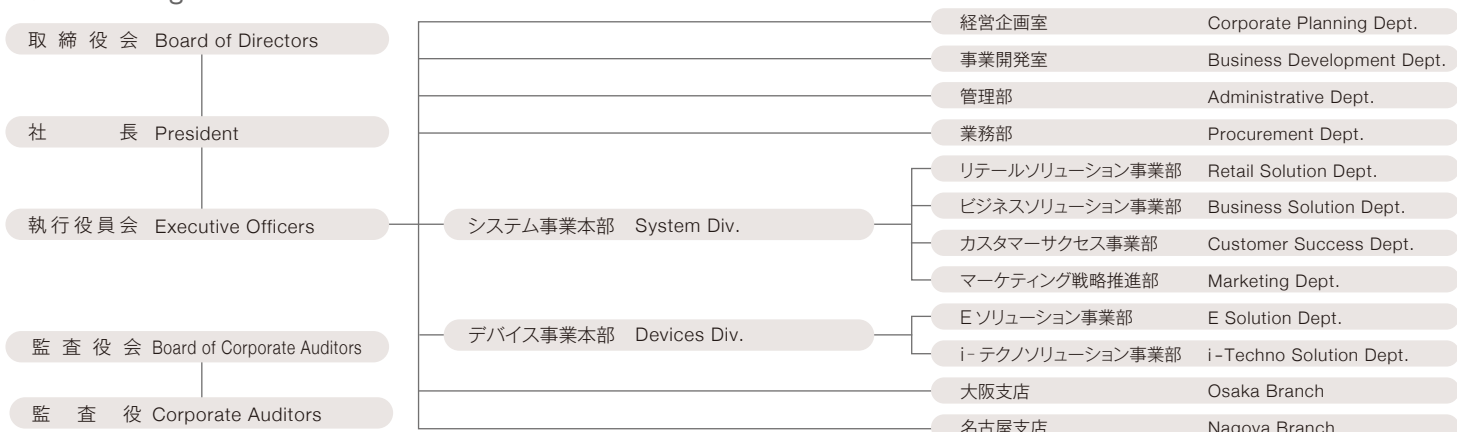 取締役会 Board of Directors
社長 President
執行役員会 Executive Officers
監査役会 Board of Corporate Auditors
監査役 Corporate Auditors
システム事業本部 System Div.
デバイス事業本部 Devices Div.
経営企画室 Corporate Planning Dept.
事業開発室 Business Development Dept.
管理部 Administrative Dept.
業務部 Procurement Dept.
リテールソリューション事業部 Retail Solution Dept.
ビジネスソリューション事業部 Business Solution Dept.
カスタマーサクセス事業部 Customer Success Dept.
マーケティング戦略推進部 Marketing Dept.
Eソリューション事業部 E Solution Dept.
i-テクノソリューション事業部 i-Techno Solution Dept.
大阪支店 Osaka Branch
名古屋支店 Nagoya Branch